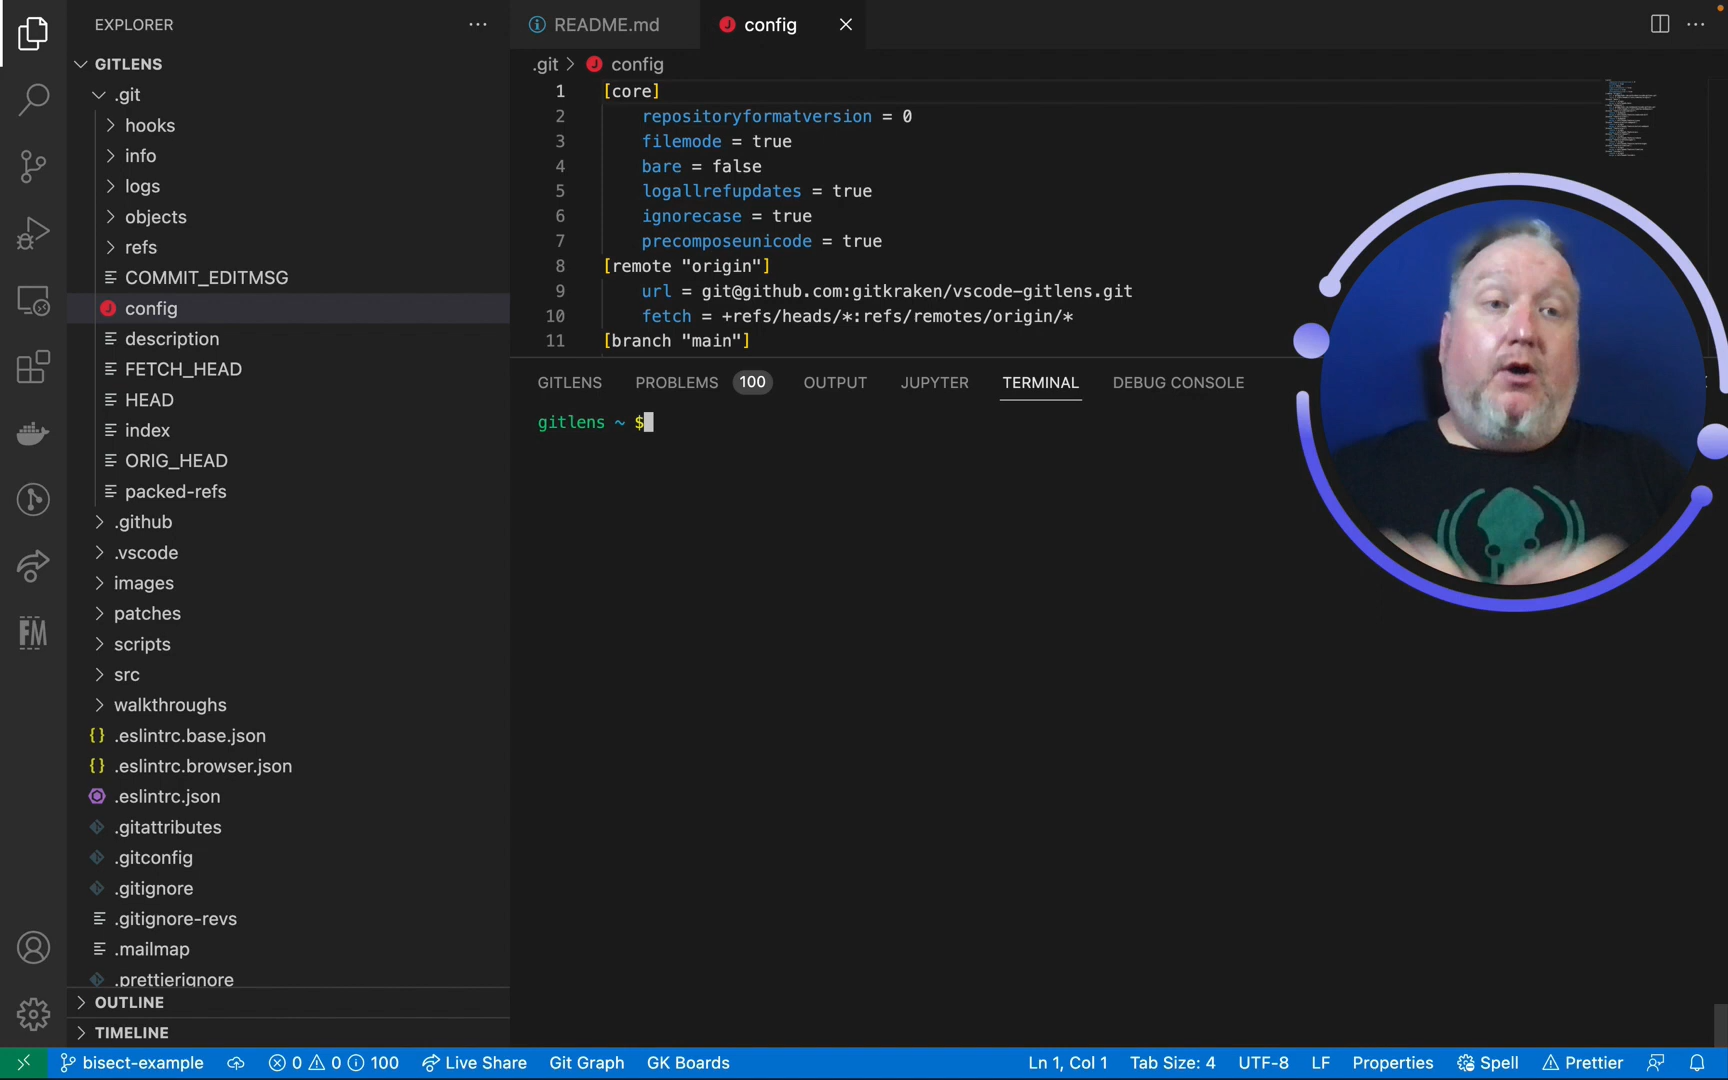 EXPLORER
GITLENS
.git
hooks
info
logs
objects
refs
COMMIT_EDITMSG
config
description
FETCH_HEAD
HEAD
index
ORIG_HEAD
packed-refs
.github
.vscode
images
patches
scripts
src
walkthroughs
.eslintrc.base.json
.eslintrc.browser.json
.eslintrc.json
.gitattributes
.gitconfig
.gitignore
.gitignore-revs
.mailmap
.prettierignore
OUTLINE
TIMELINE
FM
README.md config
.git > config
1 [core]
2 repositoryformatversion = 0
3 filemode = true
4 bare = false
5 logallrefupdates = true
6 ignorecase = true
7 precomposeunicode = true
8 [remote "origin"]
9 url = git@github.com:gitkraken/vscode-gitlens.git
10 fetch = +refs/heads/*:refs/remotes/origin/*
11 [branch "main"]
GITLENS PROBLEMS 100 OUTPUT JUPYTER TERMINAL DEBUG CONSOLE
gitlens ~ $
bisect-example 0 0 100 Live Share Git Graph GK Boards Ln 1, Col 1 Tab Size: 4 UTF-8 LF Properties Spell Prettier